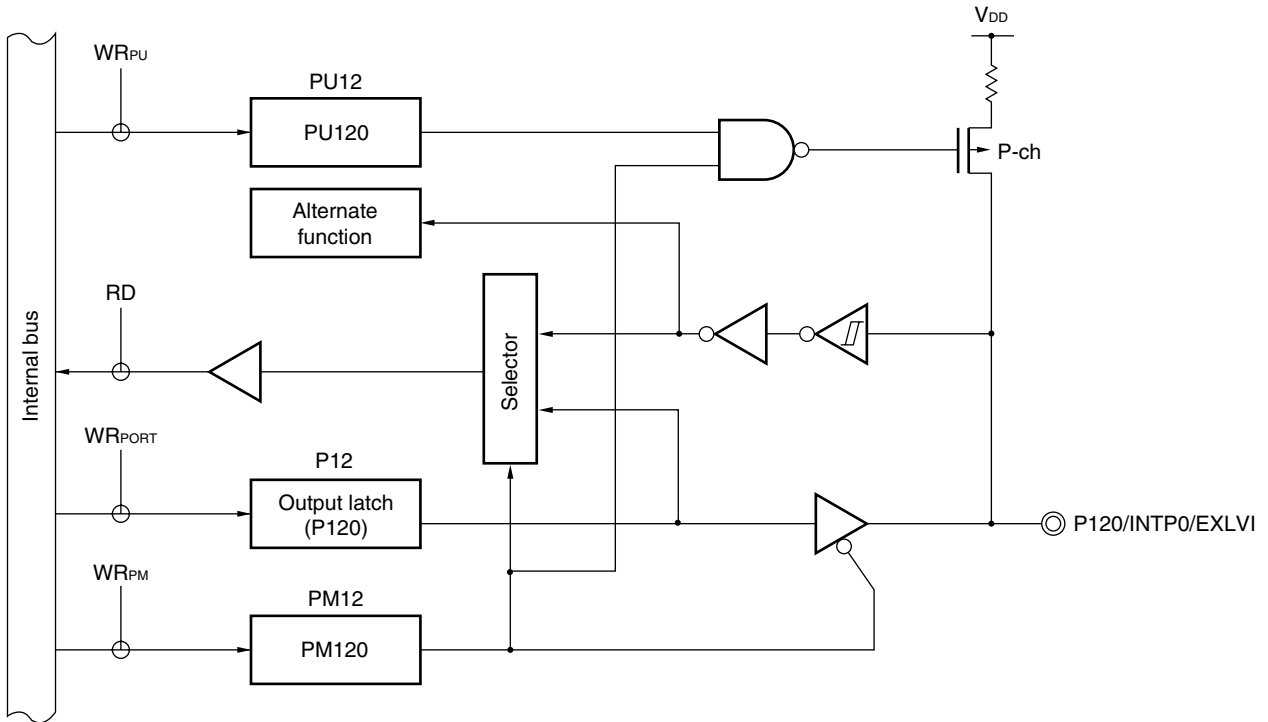 VDD
WRPU
PU12
PU120
P-ch
Alternate
function
RD
Internal bus
Selector
WRPORT
P12
Output latch
(P120)
P120/INTP0/EXLVI
WRPM
PM12
PM120